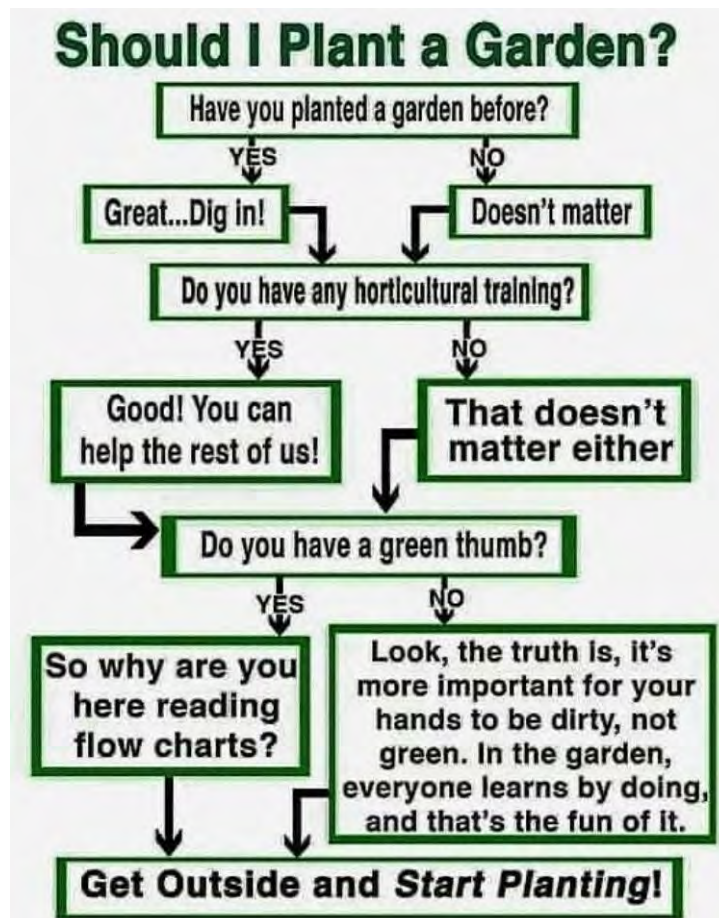 Should I Plant a Garden?
Have you planted a garden before?
YES
NO
Great...Dig in!
Doesn't matter
Do you have any horticultural training?
YES
NO
Good! You can
help the rest of us!
That doesn't
matter either
Do you have a green thumb?
YES
NO
So why are you
here reading
flow charts?
Look, the truth is, it's
more important for your
hands to be dirty, not
green. In the garden,
everyone learns by doing,
and that's the fun of it.
Get Outside and Start Planting!